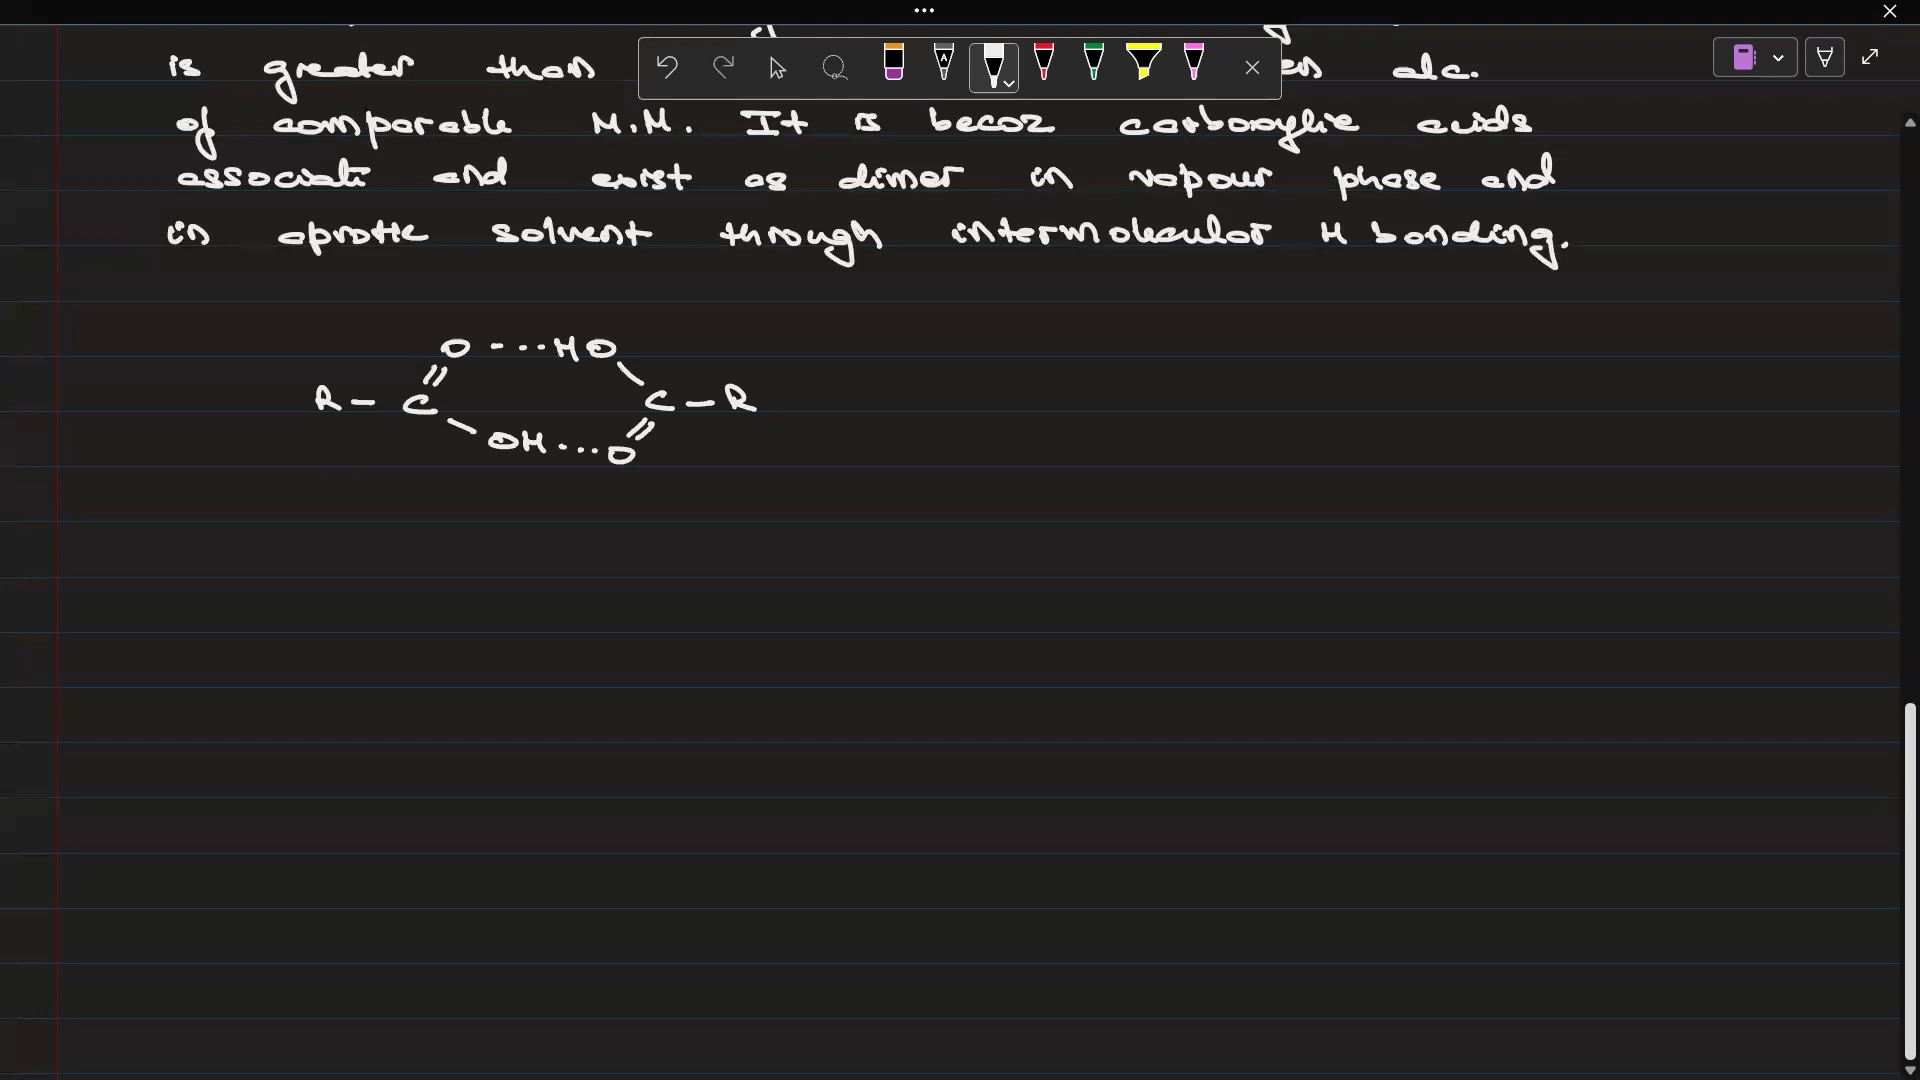 is greater than en alc.
of comparable M.M. It is becoz carboxylic acids
associate and exist as dimer in vapour phase and
in aprotic solvent through intermolecular H bonding.
O --- HO
R - C C - R
OH ... O